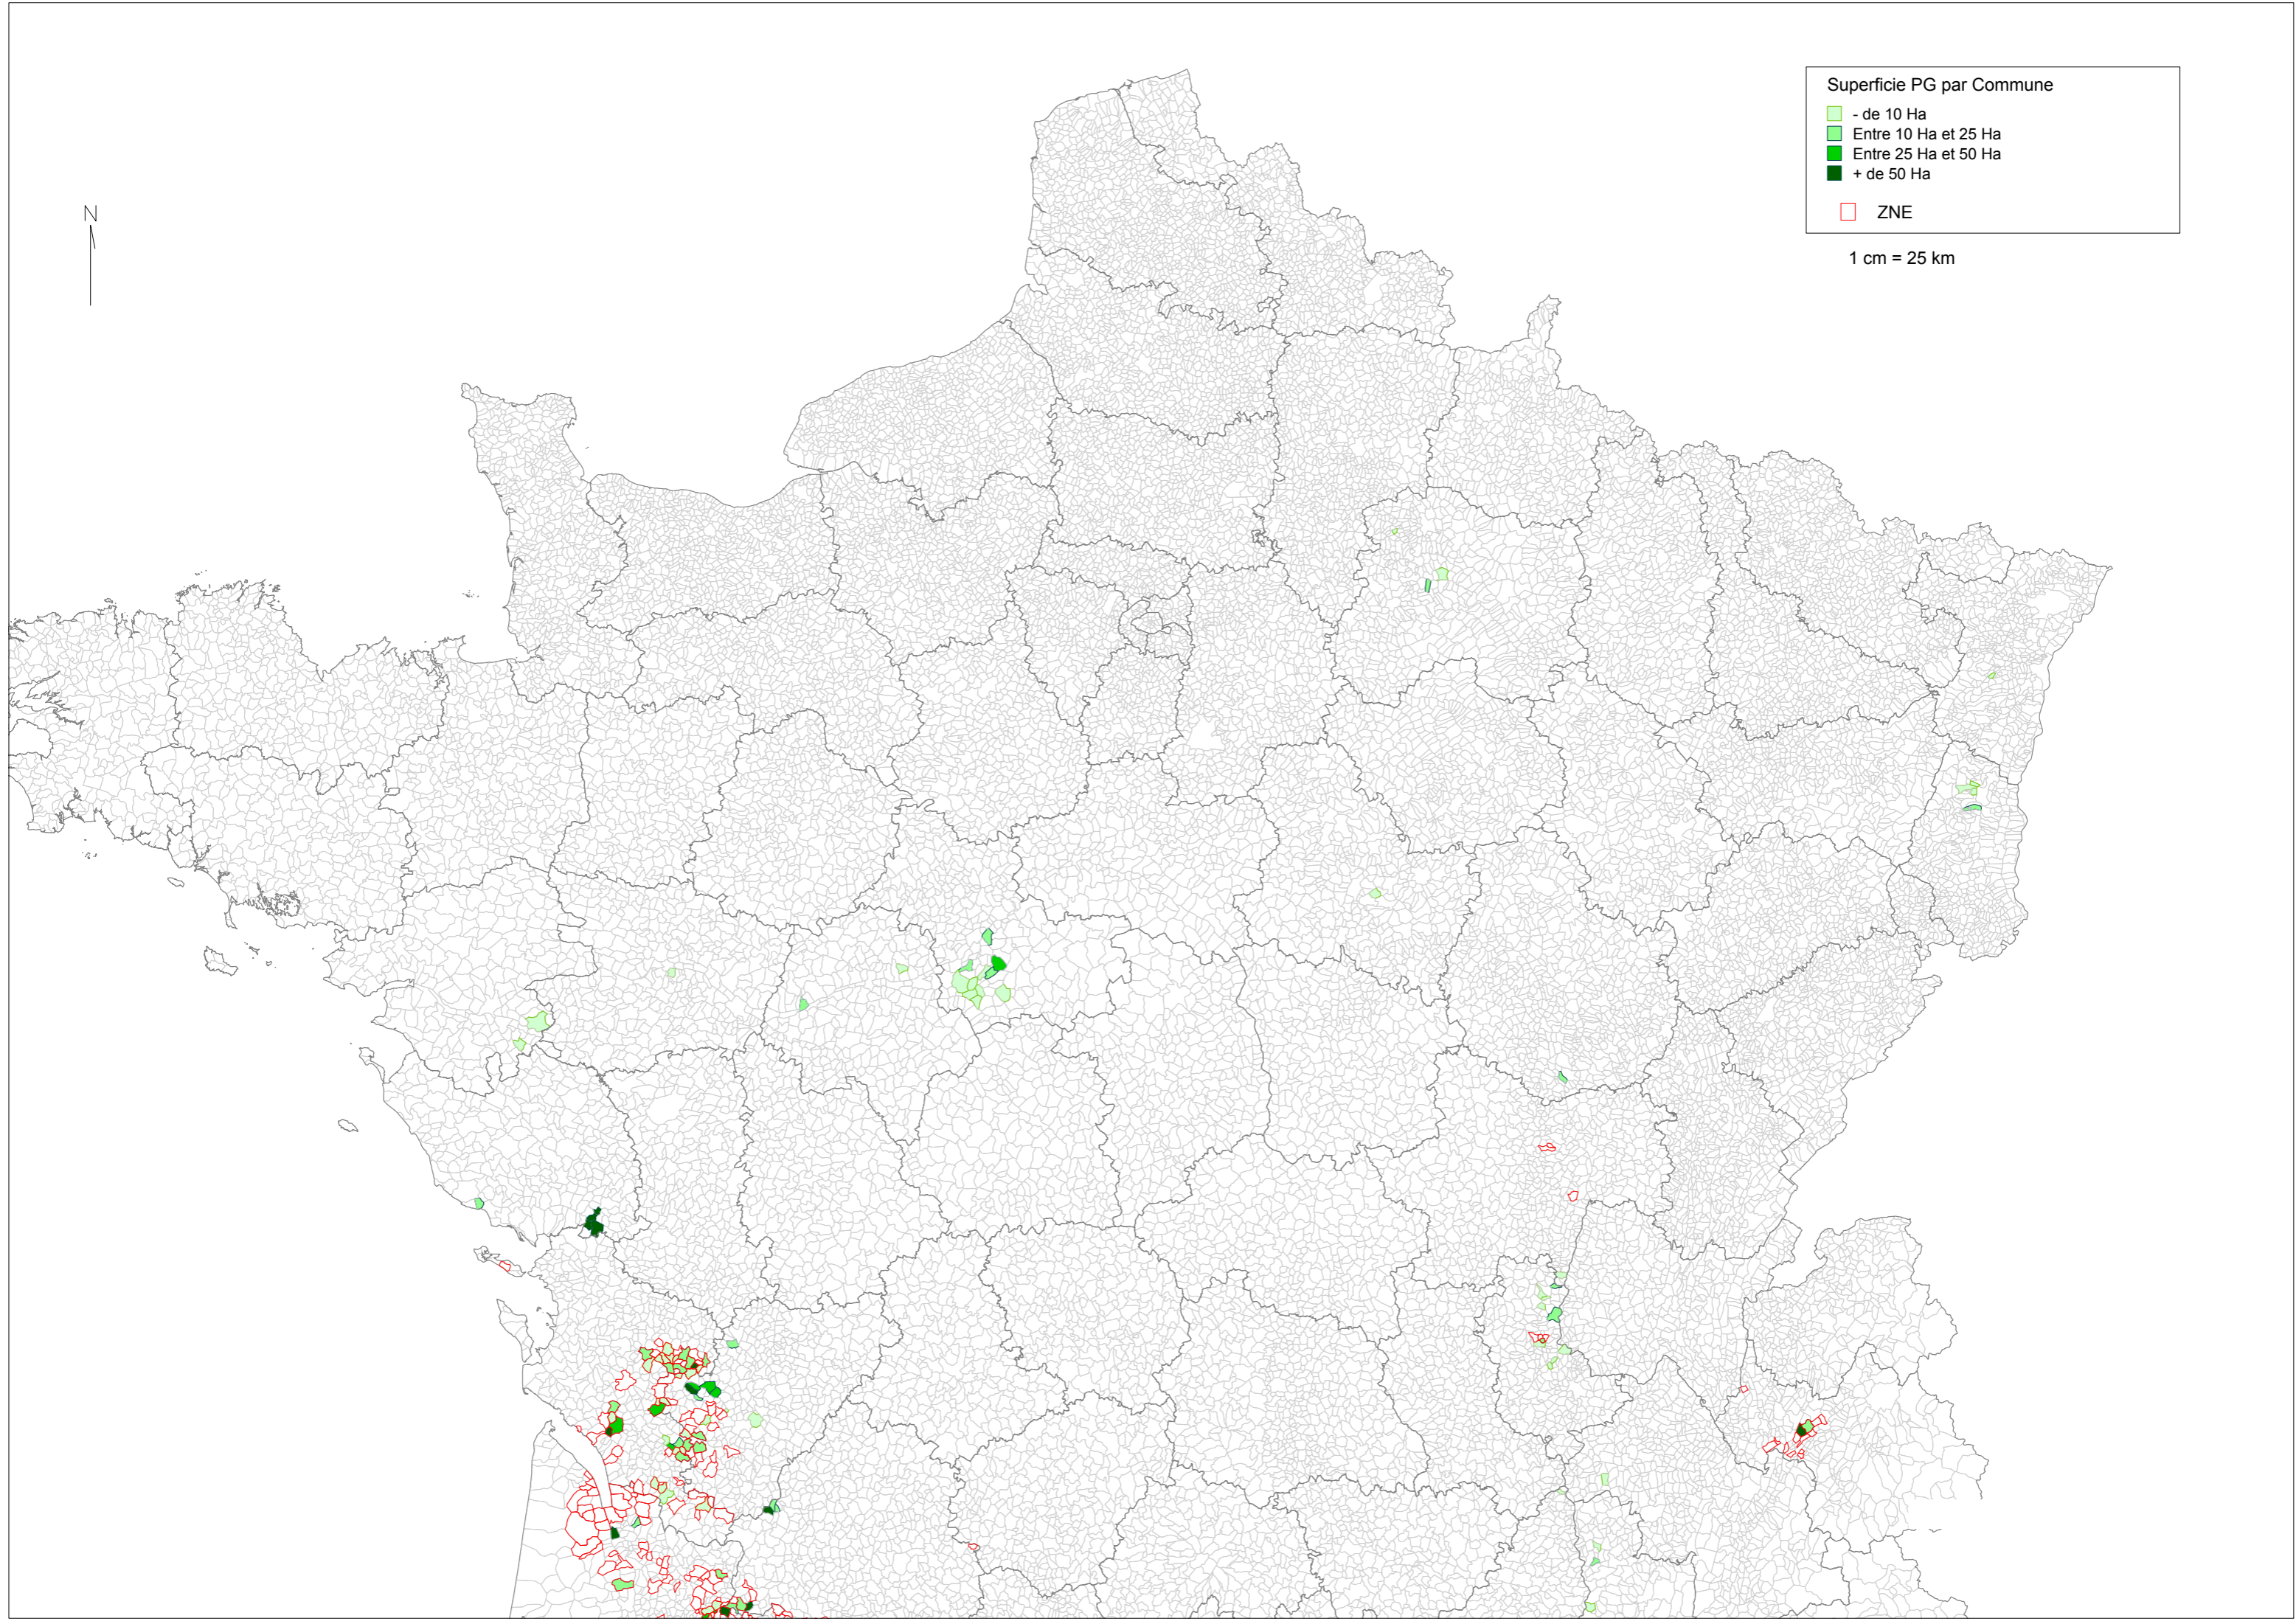 Superficie PG par Commune
- de 10 Ha
Entre 10 Ha et 25 Ha
Entre 25 Ha et 50 Ha
+ de 50 Ha
ZNE
1 cm = 25 km
N